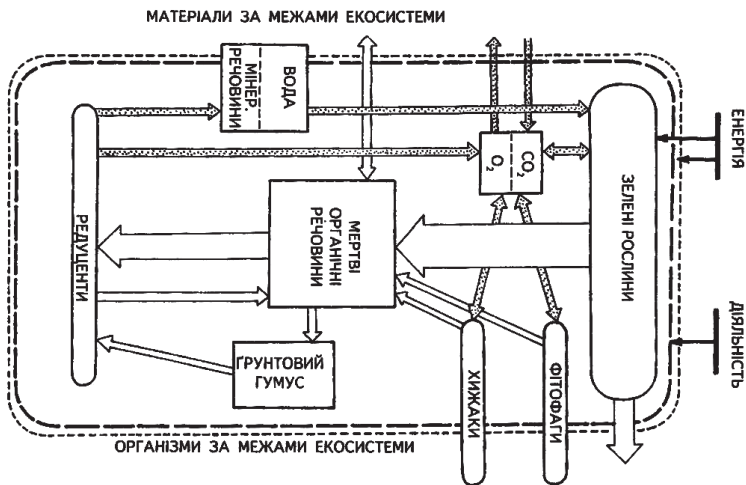 МАТЕРІАЛИ ЗА МЕЖАМИ ЕКОСИСТЕМИ
ВОДА
МІНЕР.
РЕЧОВИНИ
CO2
O2
ЕНЕРГІЯ
ЗЕЛЕНІ РОСЛИНИ
МЕРТВІ
ОРГАНІЧНІ
РЕЧОВИНИ
РЕДУЦЕНТИ
ДІЯЛЬНІСТЬ
ҐРУНТОВИЙ
ГУМУС
ХИЖАКИ
ФІТОФАГИ
ОРГАНІЗМИ ЗА МЕЖАМИ ЕКОСИСТЕМИ